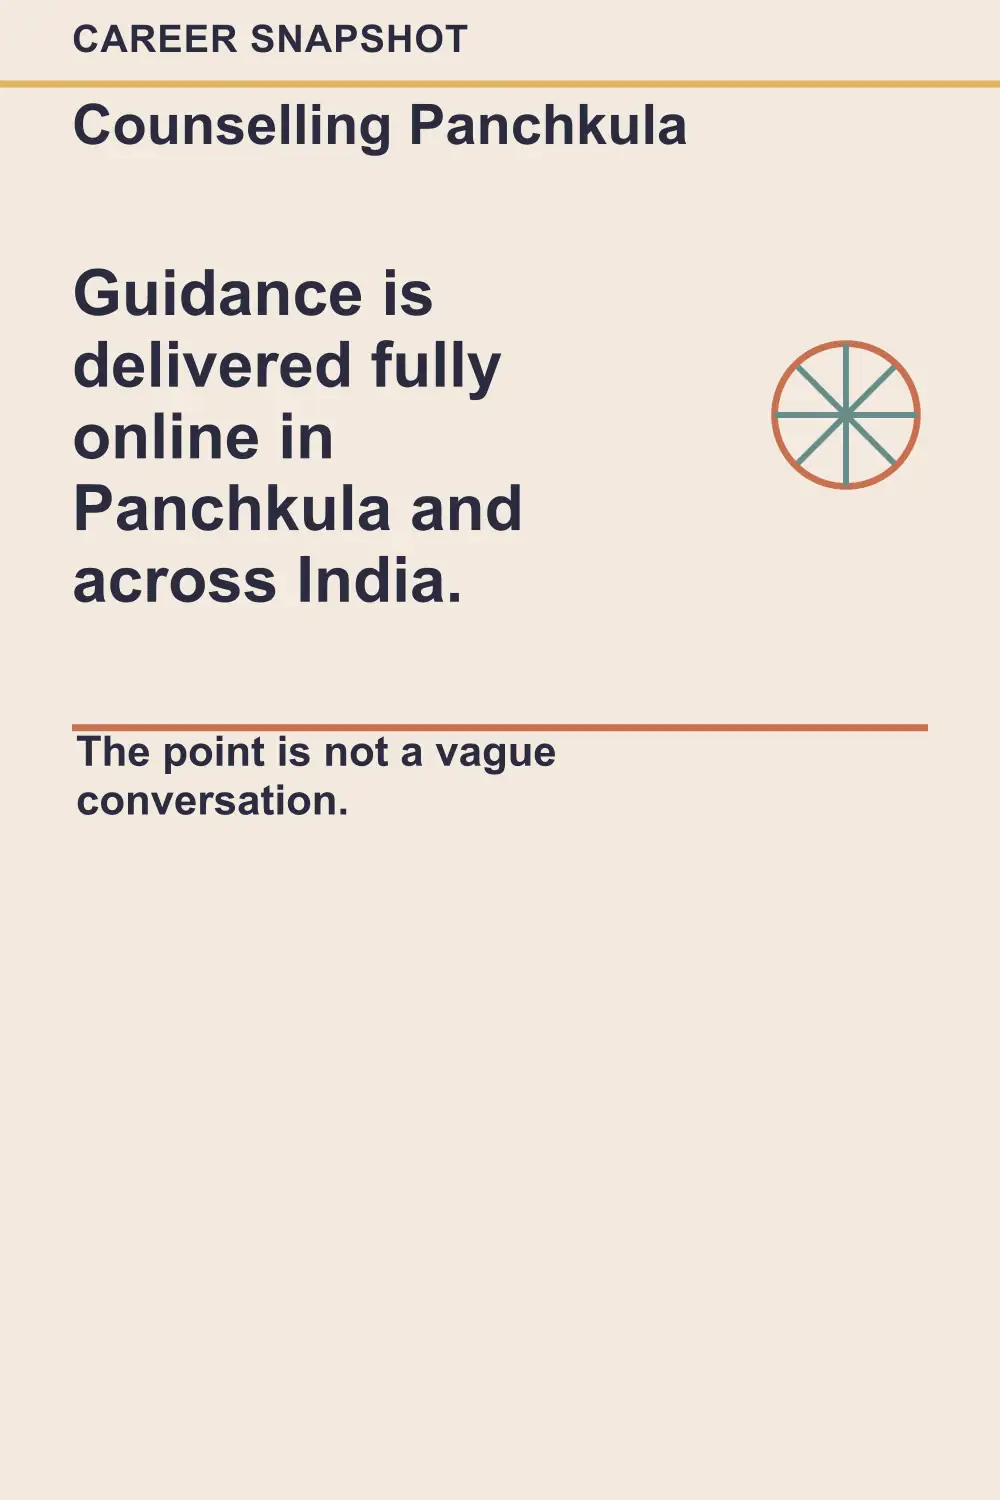 CAREER SNAPSHOT
Counselling Panchkula
Guidance is
delivered fully
online in
Panchkula and
across India.
The point is not a vague
conversation.